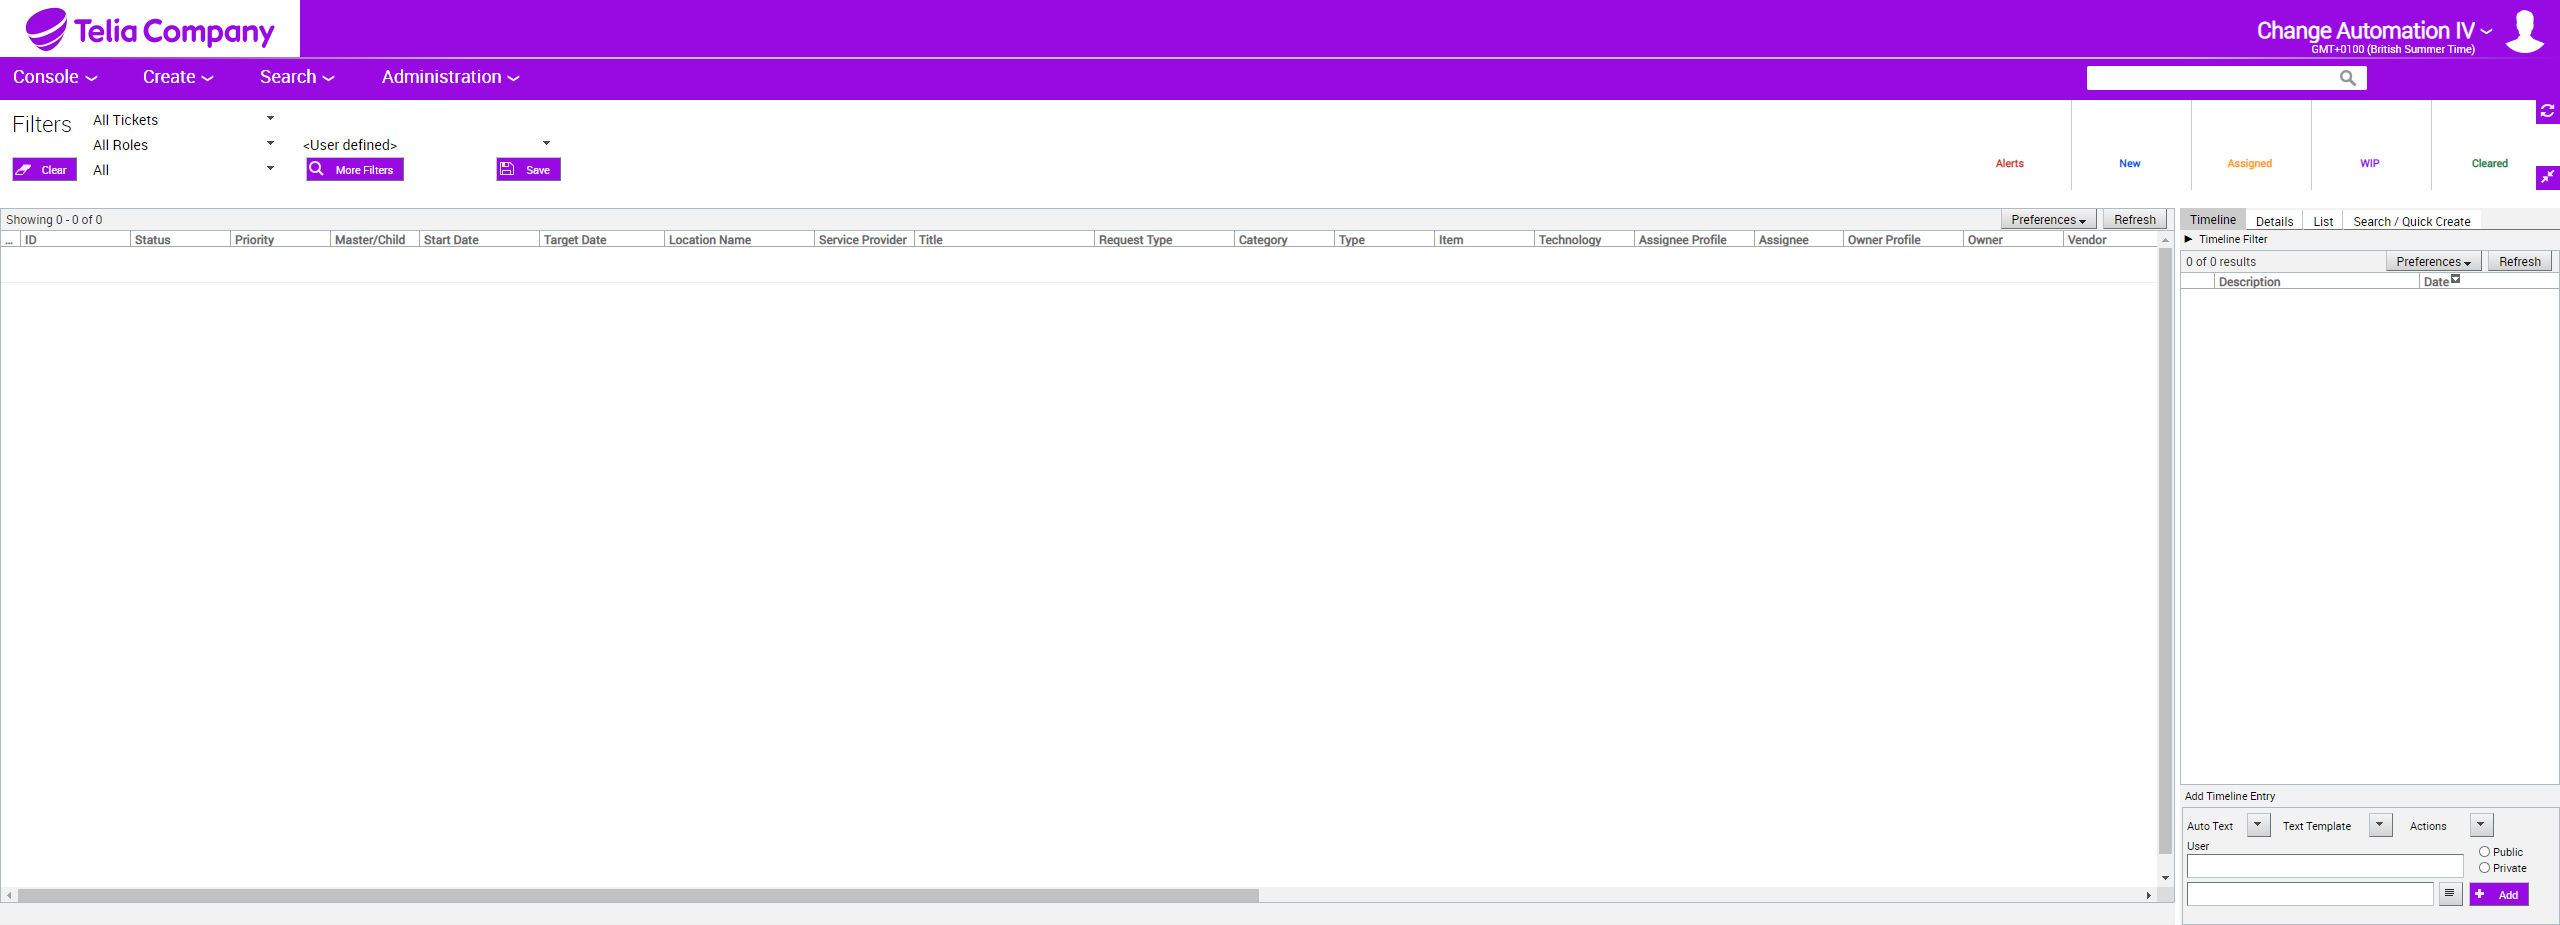 Telia Company
Change Automation IV
GMT+0100 (British Summer Time)
Console
Create
Search
Administration
Filters
All Tickets
All Roles
<User defined>
Clear
All
More Filters
Save
Alerts
New
Assigned
WIP
Cleared
Showing 0 - 0 of 0
Preferences
Refresh
... ID Status Priority Master/Child Start Date Target Date Location Name Service Provider Title Request Type Category Type Item Technology Assignee Profile Assignee Owner Profile Owner Vendor
Timeline Details List Search / Quick Create
Timeline Filter
0 of 0 results
Preferences
Refresh
Description Date
Add Timeline Entry
Auto Text
Text Template
Actions
User
Public
Private
Add